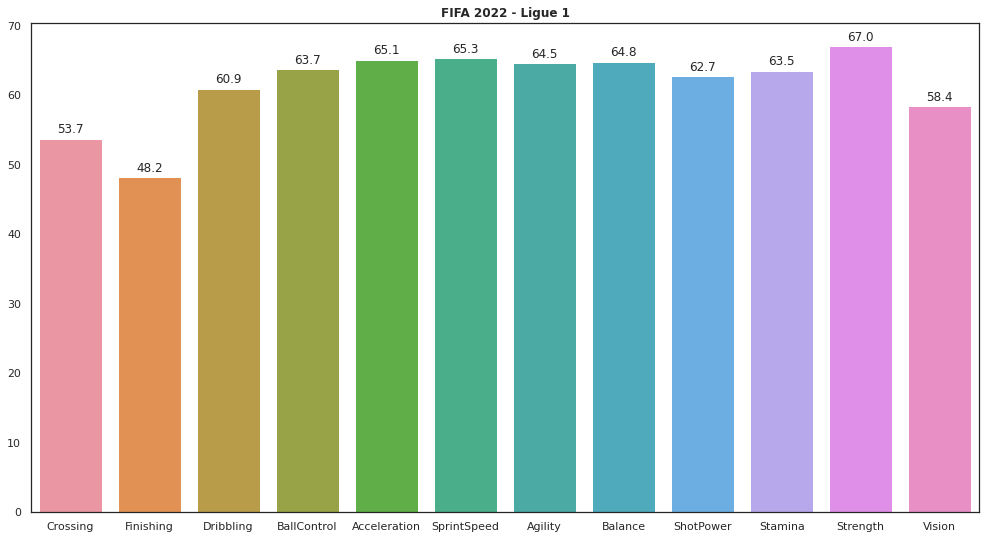 FIFA 2022 - Ligue 1
70
60
50
40
30
20
10
0
53.7
48.2
60.9
63.7
65.1
65.3
64.5
64.8
62.7
63.5
67.0
58.4
Crossing
Finishing
Dribbling
BallControl
Acceleration
SprintSpeed
Agility
Balance
ShotPower
Stamina
Strength
Vision